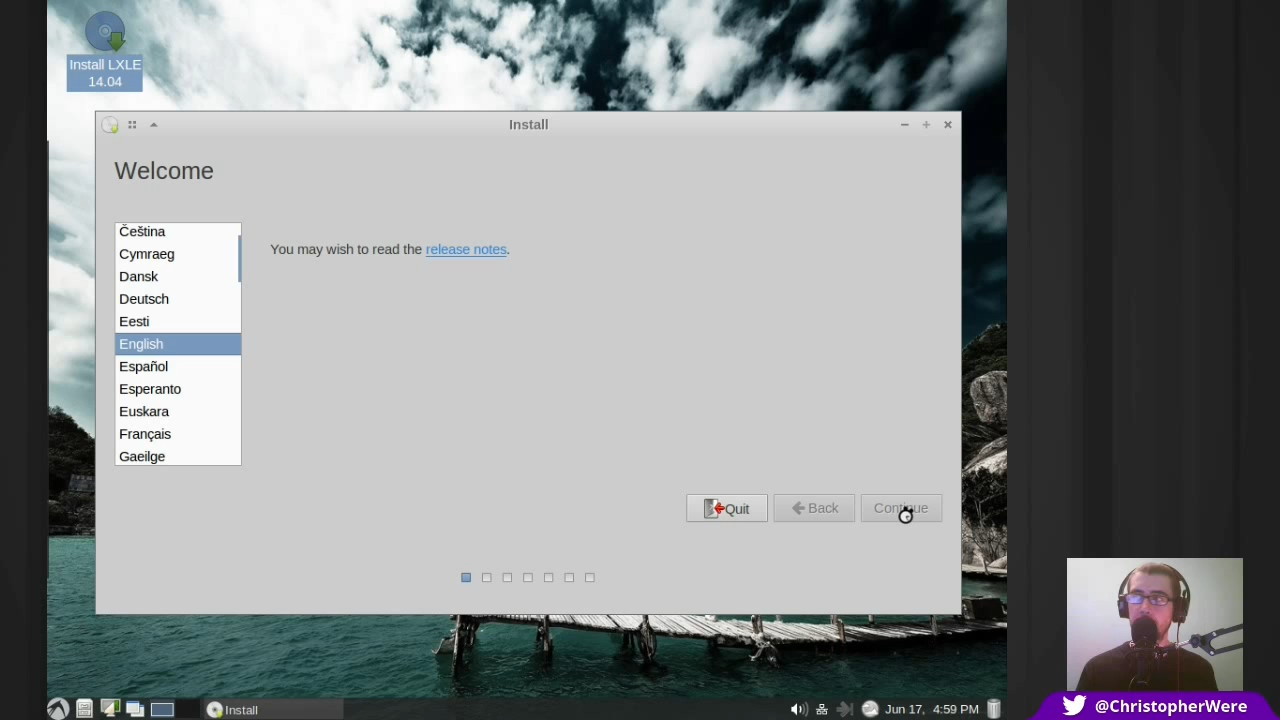 Install LXLE
14.04
Install
Welcome
Čeština
Cymraeg
Dansk
Deutsch
Eesti
English
Español
Esperanto
Euskara
Français
Gaeilge
You may wish to read the release notes.
Quit
Back
Continue
Install
Jun 17, 4:59 PM
@ChristopherWere